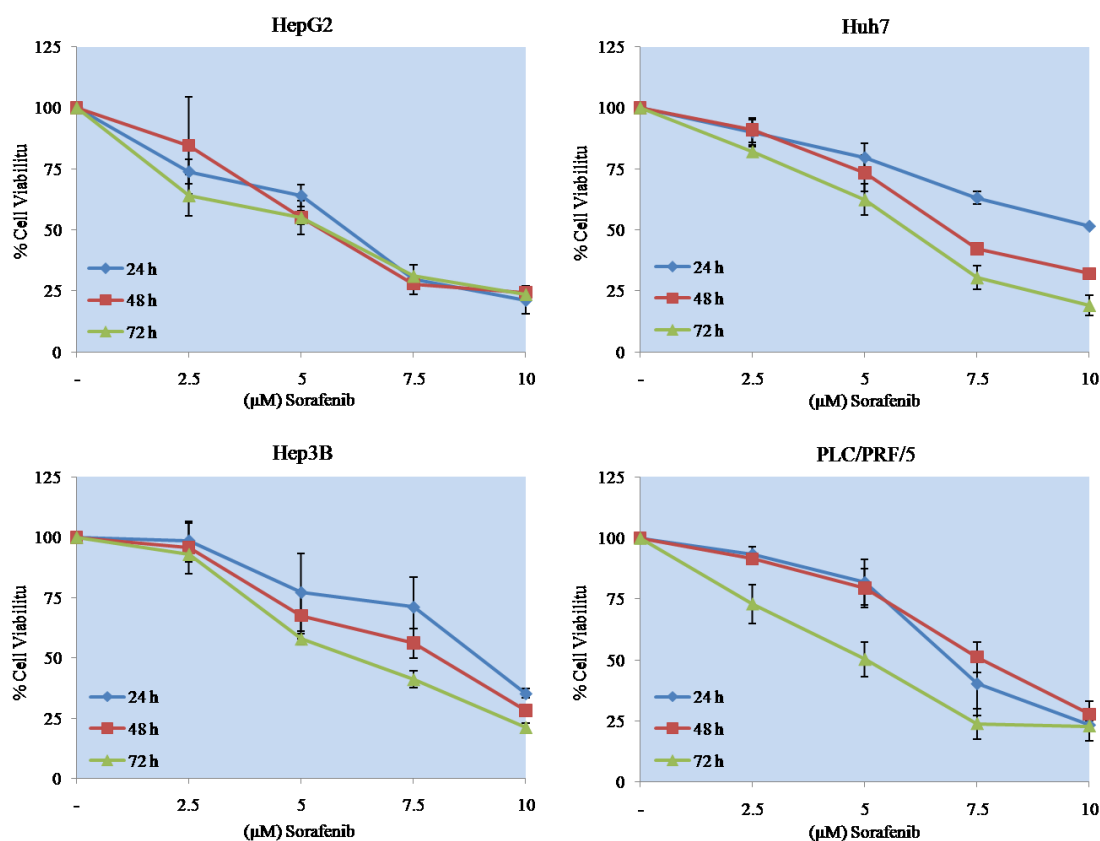 HepG2
125
100
75
50
25
0
% Cell Viabilitu
24 h
48 h
72 h
- 2.5 5 7.5 10
(µM) Sorafenib
Huh7
125
100
75
50
25
0
% Cell Viabilitu
24 h
48 h
72 h
- 2.5 5 7.5 10
(µM) Sorafenib
Hep3B
125
100
75
50
25
0
% Cell Viabilitu
24 h
48 h
72 h
- 2.5 5 7.5 10
(µM) Sorafenib
PLC/PRF/5
125
100
75
50
25
0
% Cell Viabilitu
24 h
48 h
72 h
- 2.5 5 7.5 10
(µM) Sorafenib